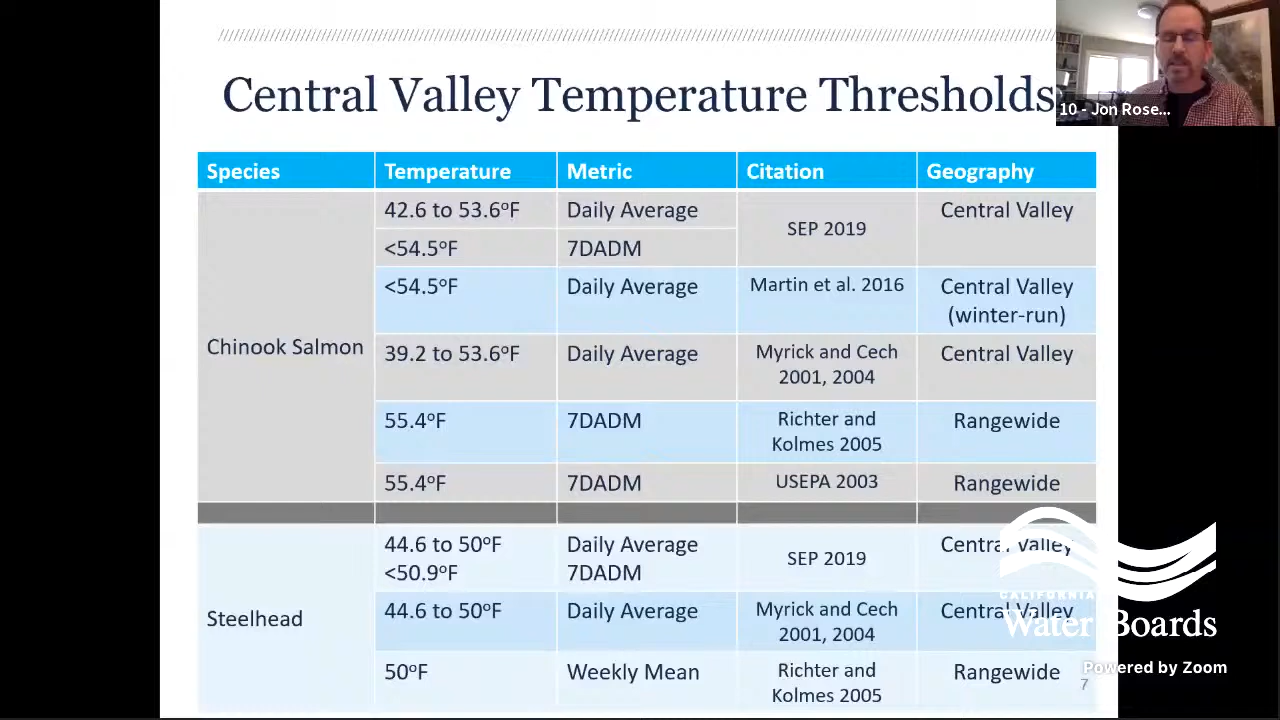 Central Valley Temperature Thresholds
10 - Jon Rose...
Species Temperature Metric Citation Geography
Chinook Salmon
42.6 to 53.6°F Daily Average SEP 2019 Central Valley
<54.5°F 7DADM
<54.5°F Daily Average Martin et al. 2016 Central Valley
(winter-run)
39.2 to 53.6°F Daily Average Myrick and Cech Central Valley
2001, 2004
55.4°F 7DADM Richter and Rangewide
Kolmes 2005
55.4°F 7DADM USEPA 2003 Rangewide
Steelhead
44.6 to 50°F Daily Average SEP 2019 Central Valley
<50.9°F 7DADM
44.6 to 50°F Daily Average Myrick and Cech Central Valley
2001, 2004
50°F Weekly Mean Richter and Rangewide
Kolmes 2005
CALIFORNIA
Water Boards
Powered by Zoom
7